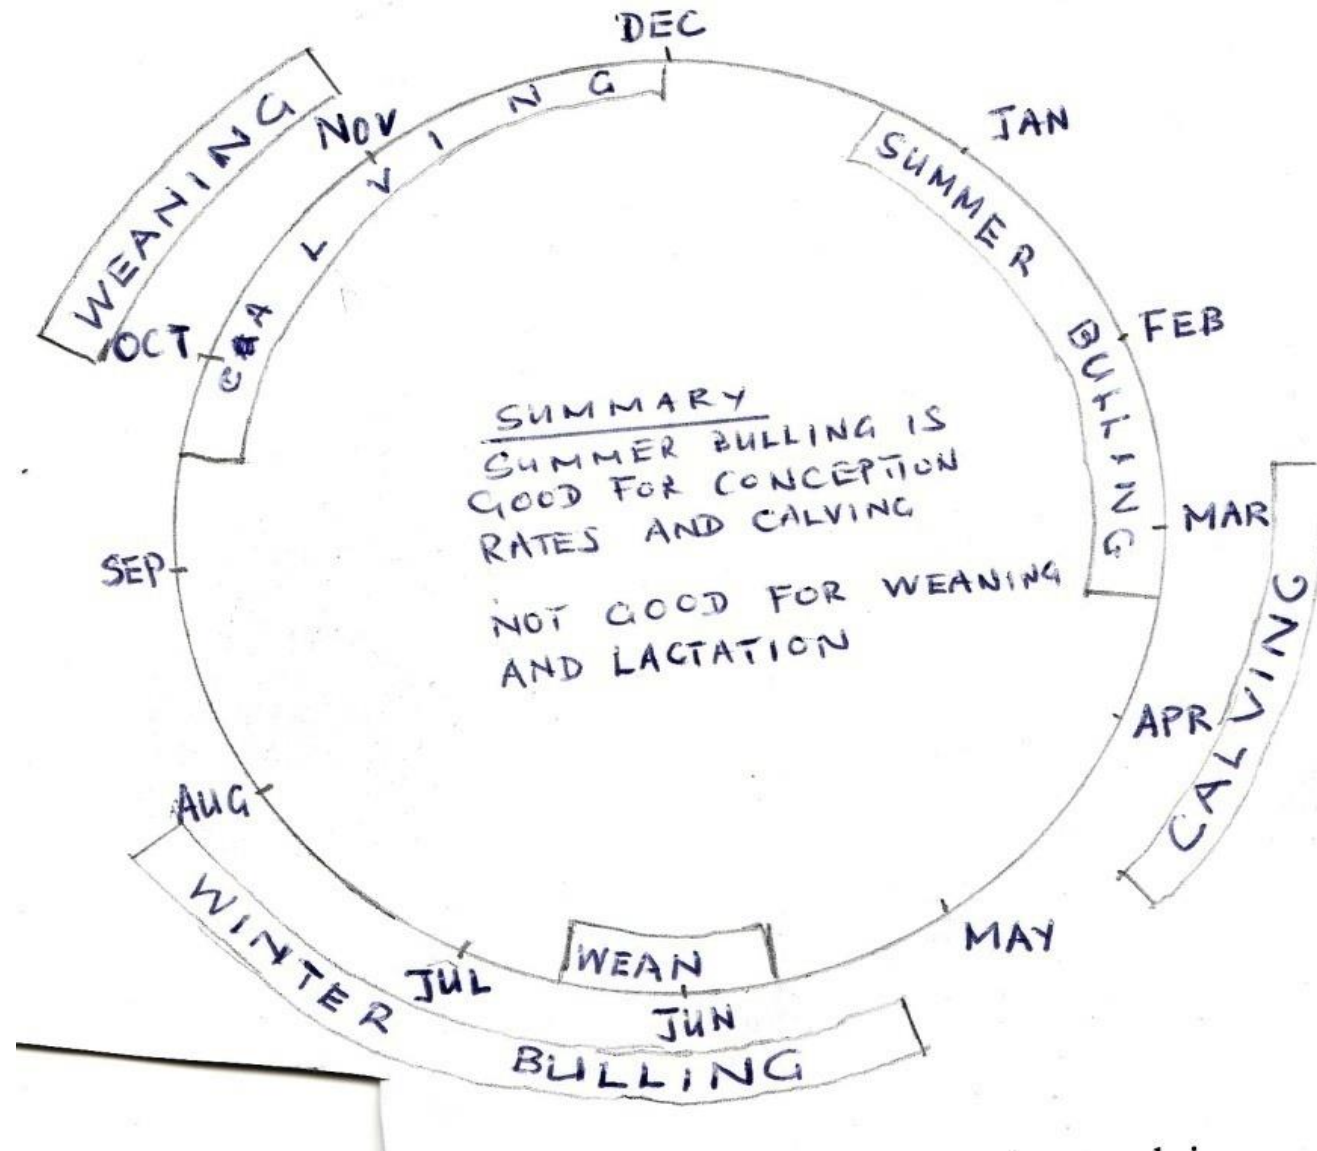 DEC
JAN
FEB
MAR
APR
MAY
JUN
JUL
AUG
SEP
OCT
NOV
WEANING
CALVING
SUMMER BULLING
CALVING
WEAN
WINTER BULLING
SUMMARY
SUMMER BULLING IS
GOOD FOR CONCEPTION
RATES AND CALVING
NOT GOOD FOR WEANING
AND LACTATION